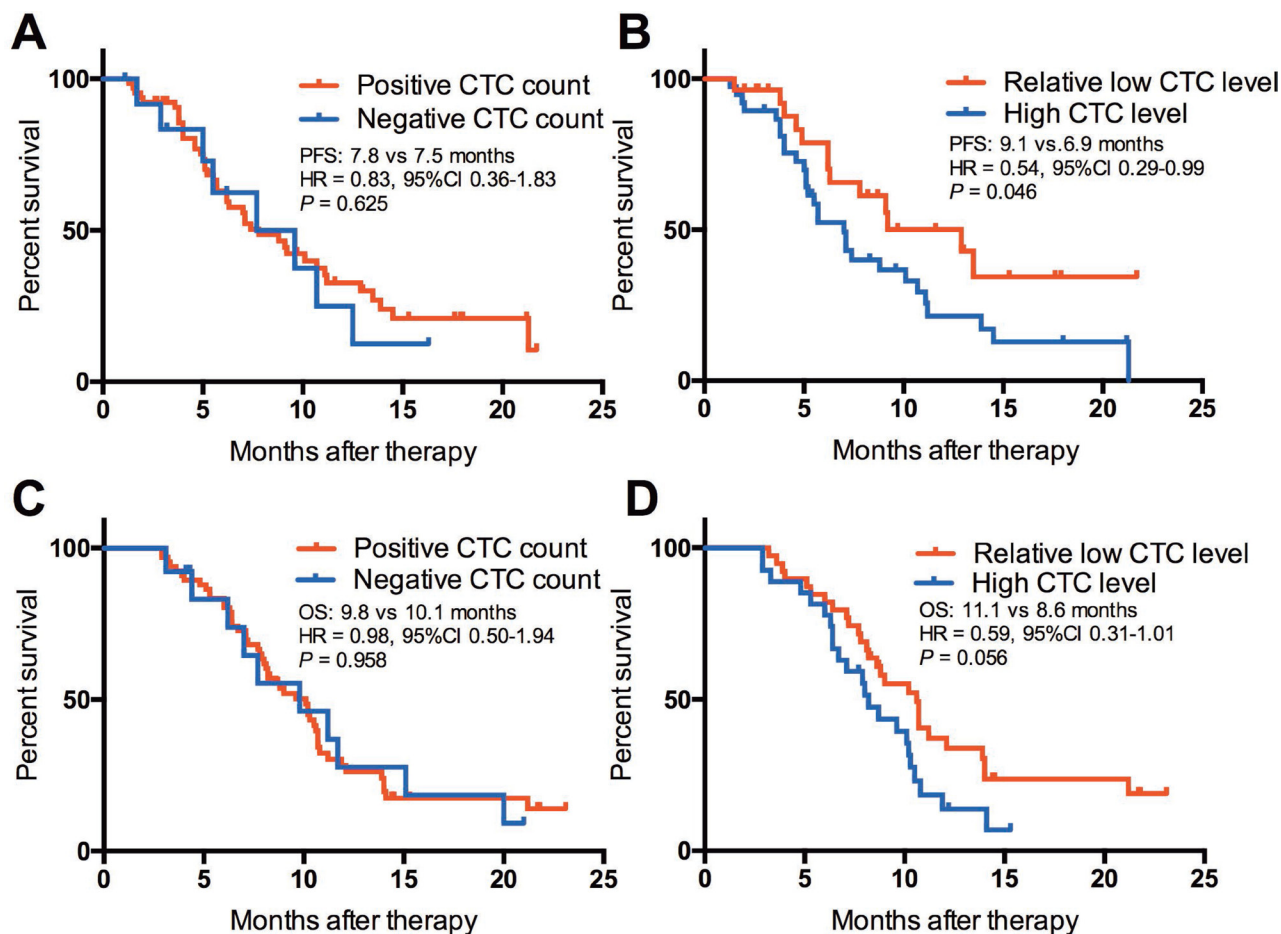 A
Percent survival
100
50
0
Positive CTC count
Negative CTC count
PFS: 7.8 vs 7.5 months
HR = 0.83, 95%CI 0.36-1.83
P = 0.625
0 5 10 15 20 25
Months after therapy
B
Percent survival
100
50
0
Relative low CTC level
High CTC level
PFS: 9.1 vs.6.9 months
HR = 0.54, 95%CI 0.29-0.99
P = 0.046
0 5 10 15 20 25
Months after therapy
C
Percent survival
100
50
0
Positive CTC count
Negative CTC count
OS: 9.8 vs 10.1 months
HR = 0.98, 95%CI 0.50-1.94
P = 0.958
0 5 10 15 20 25
Months after therapy
D
Percent survival
100
50
0
Relative low CTC level
High CTC level
OS: 11.1 vs 8.6 months
HR = 0.59, 95%CI 0.31-1.01
P = 0.056
0 5 10 15 20 25
Months after therapy